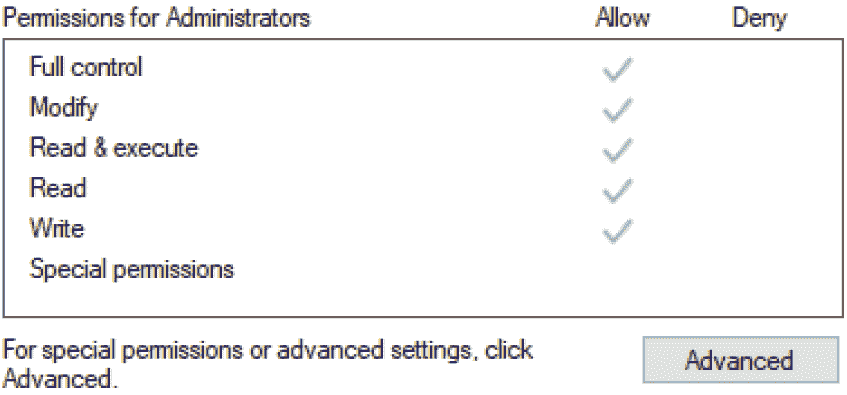 Permissions for Administrators Allow Deny
Full control
Modify
Read & execute
Read
Write
Special permissions
For special permissions or advanced settings, click
Advanced.
Advanced